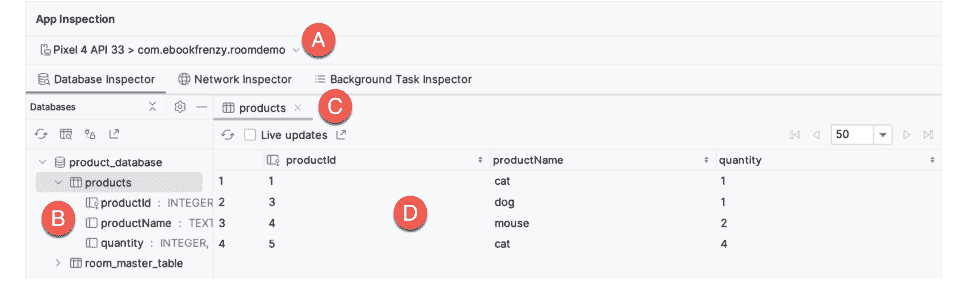 App Inspection
Pixel 4 API 33 > com.ebookfrenzy.roomdemo
A
Database Inspector Network Inspector Background Task Inspector
Databases products C
Live updates 50
product_database productId productName quantity
products 1 1 cat 1
productId : INTEGER 2 3 dog 1
B D
productName : TEXT 3 4 mouse 2
quantity : INTEGER, 4 5 cat 4
room_master_table